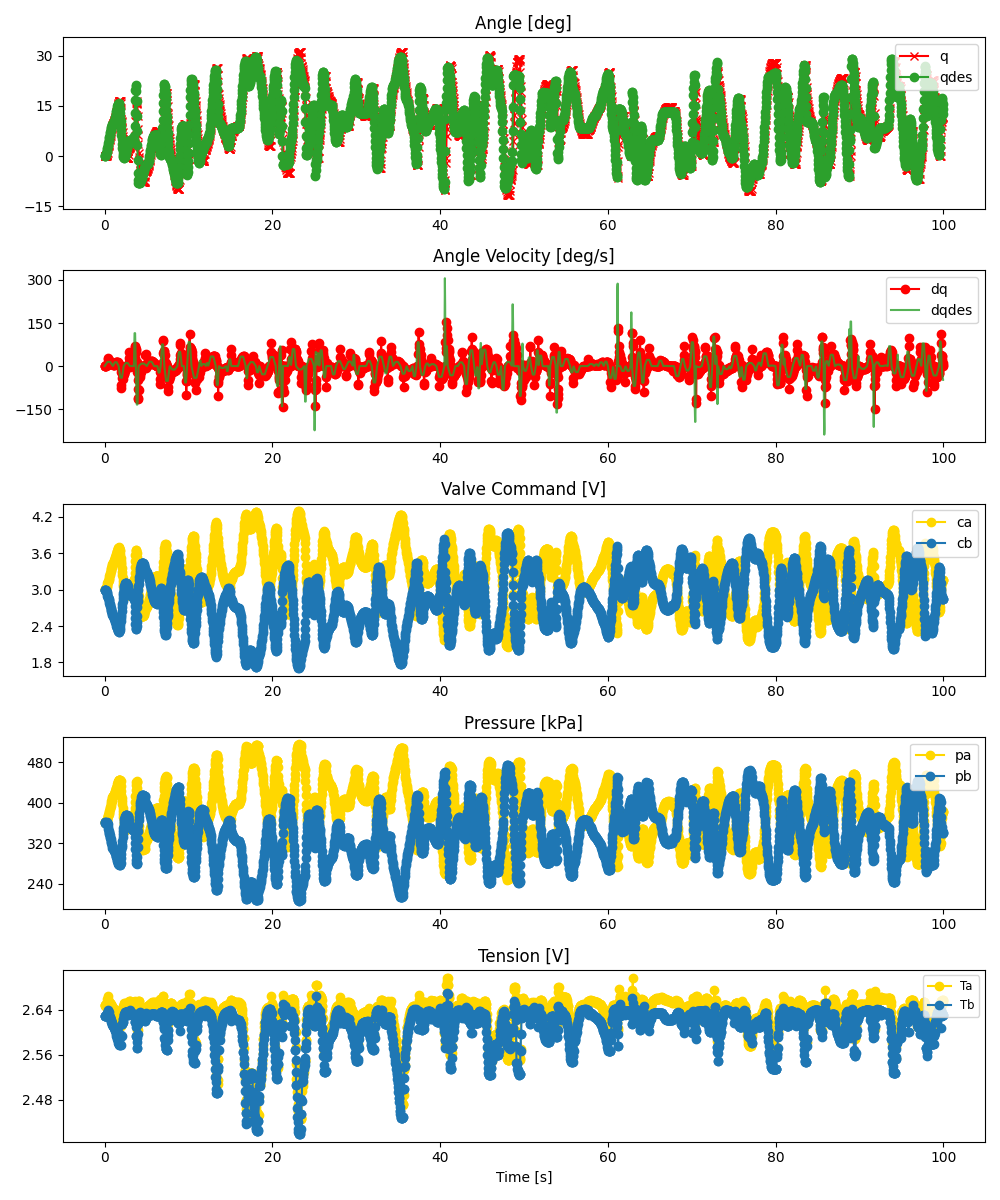 Angle [deg]
30
15
0
−15
q
qdes
0 20 40 60 80 100
Angle Velocity [deg/s]
300
150
0
−150
dq
dqdes
0 20 40 60 80 100
Valve Command [V]
4.2
3.6
3.0
2.4
1.8
ca
cb
0 20 40 60 80 100
Pressure [kPa]
480
400
320
240
pa
pb
0 20 40 60 80 100
Tension [V]
2.64
2.56
2.48
Ta
Tb
0 20 40 60 80 100
Time [s]